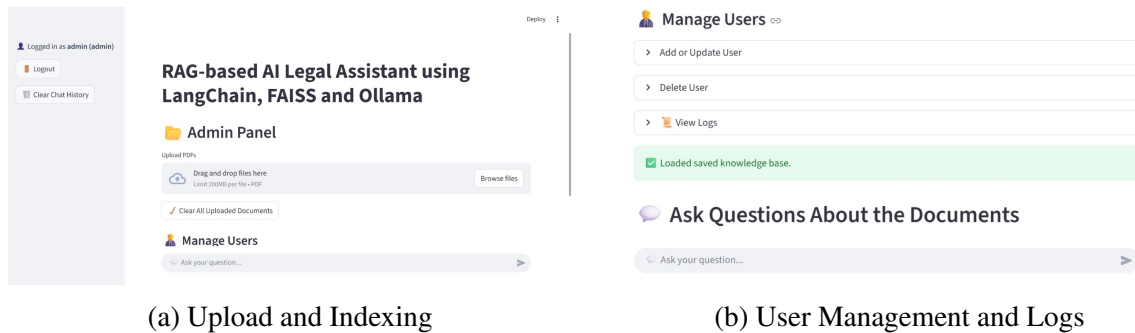 Deploy
Logged in as admin (admin)
Logout
Clear Chat History
RAG-based AI Legal Assistant using
LangChain, FAISS and Ollama
Admin Panel
Upload PDFs
Drag and drop files here
Limit 200MB per file • PDF
Browse files
Clear All Uploaded Documents
Manage Users
Ask your question...
(a) Upload and Indexing
Manage Users
Add or Update User
Delete User
View Logs
Loaded saved knowledge base.
Ask Questions About the Documents
Ask your question...
(b) User Management and Logs